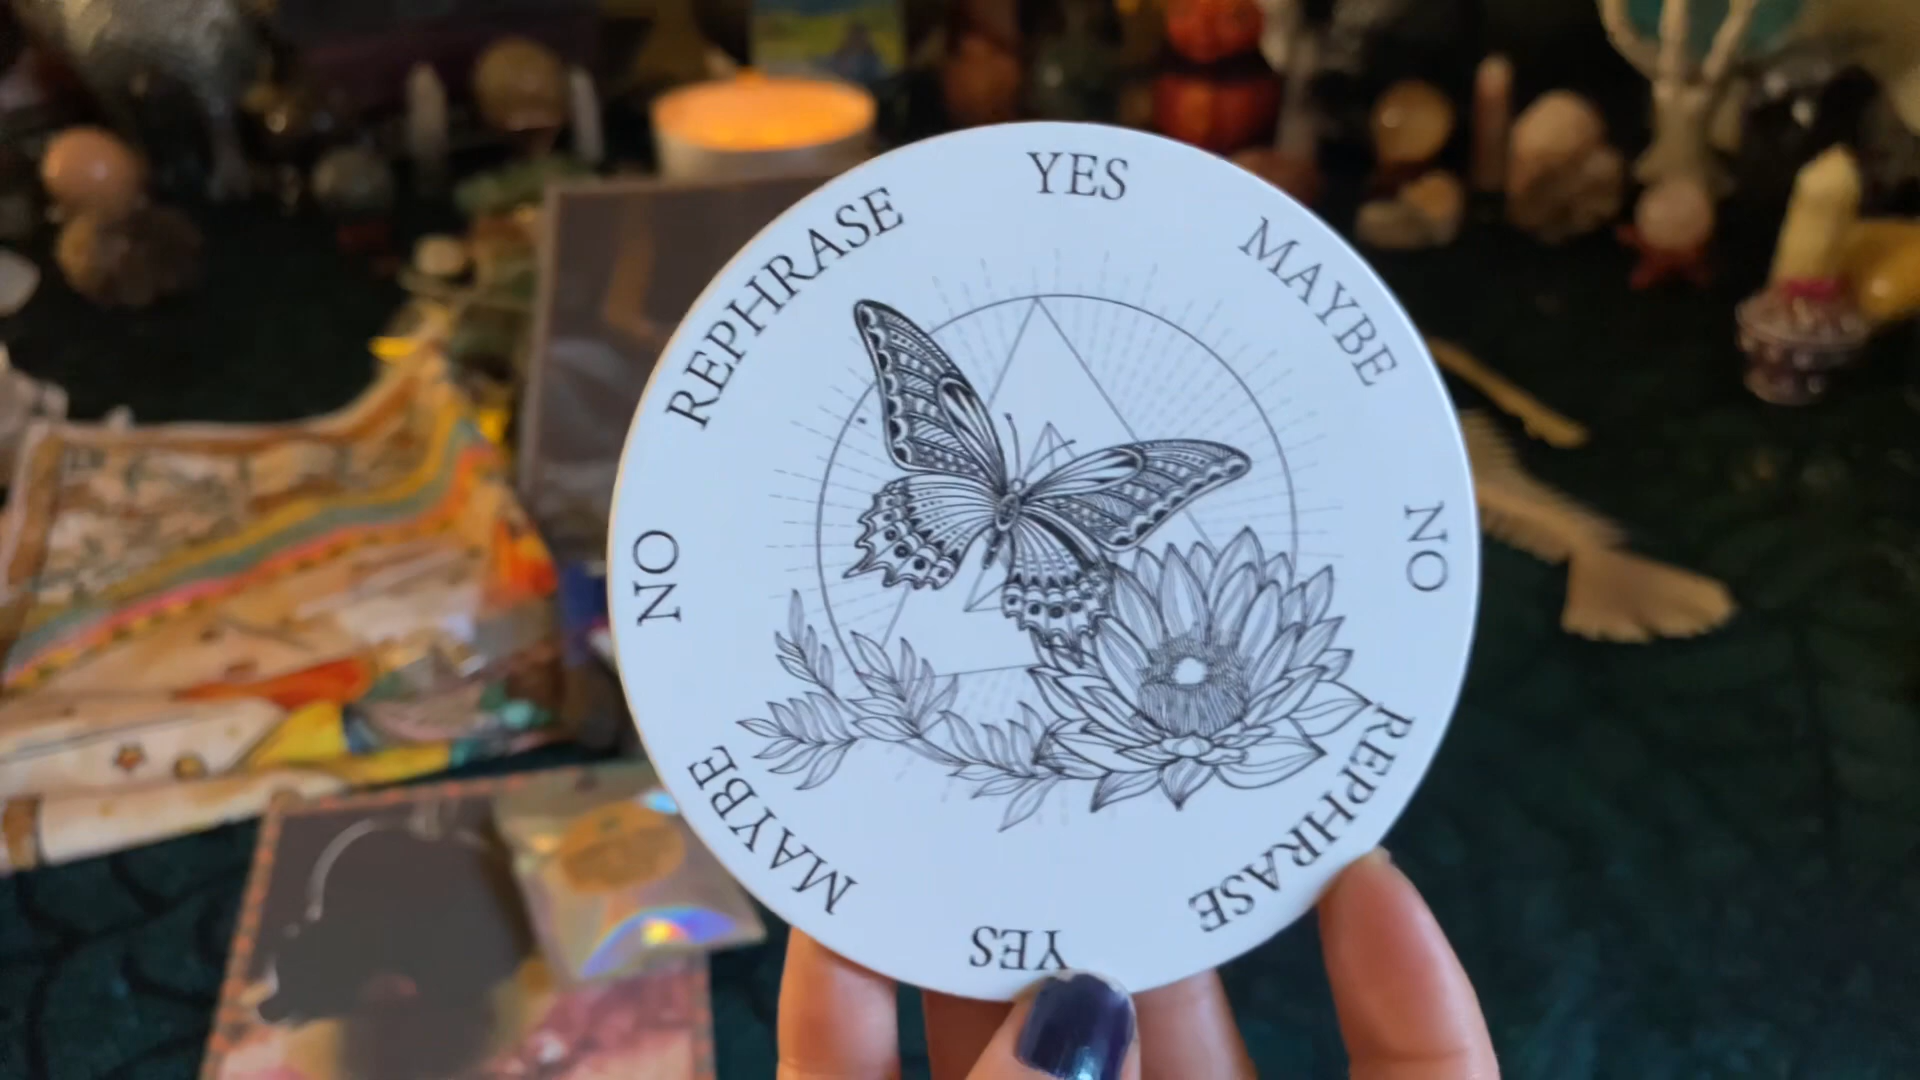 YES
MAYBE
NO
REPHRASE
YES
MAYBE
NO
REPHRASE